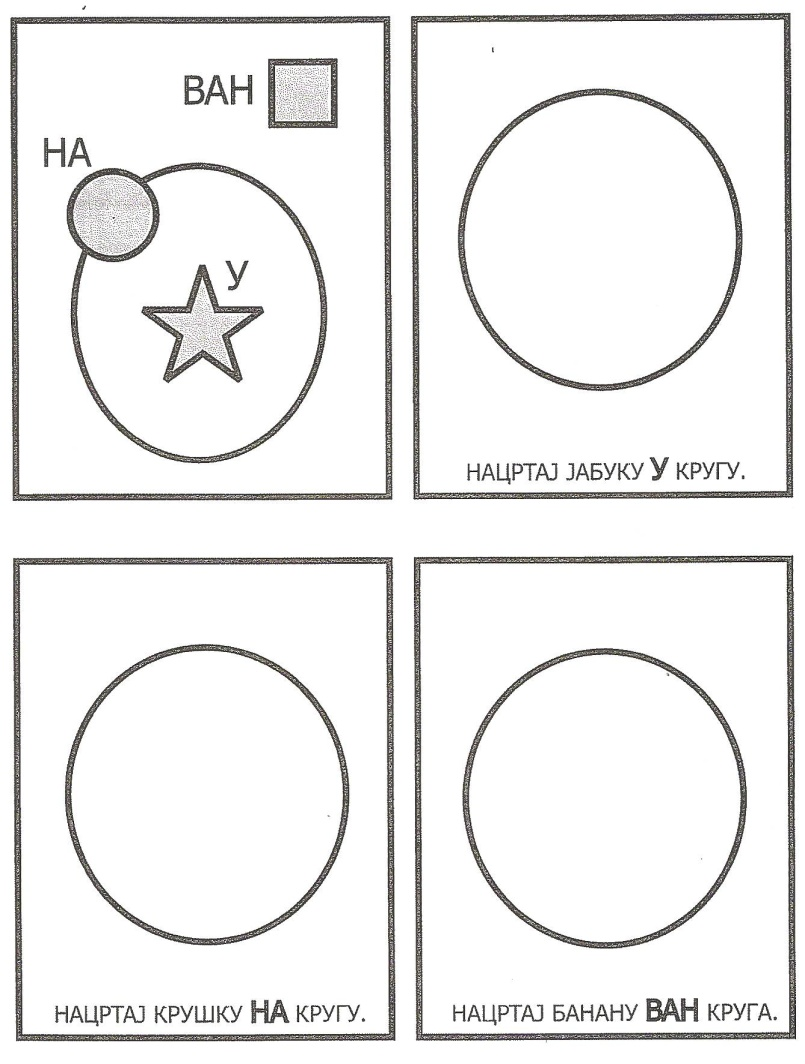 ВАН
НА
У
НАЦРТАЈ ЈАБУКУ У КРУГУ.
НАЦРТАЈ КРУШКУ НА КРУГУ.
НАЦРТАЈ БАНАНУ ВАН КРУГА.